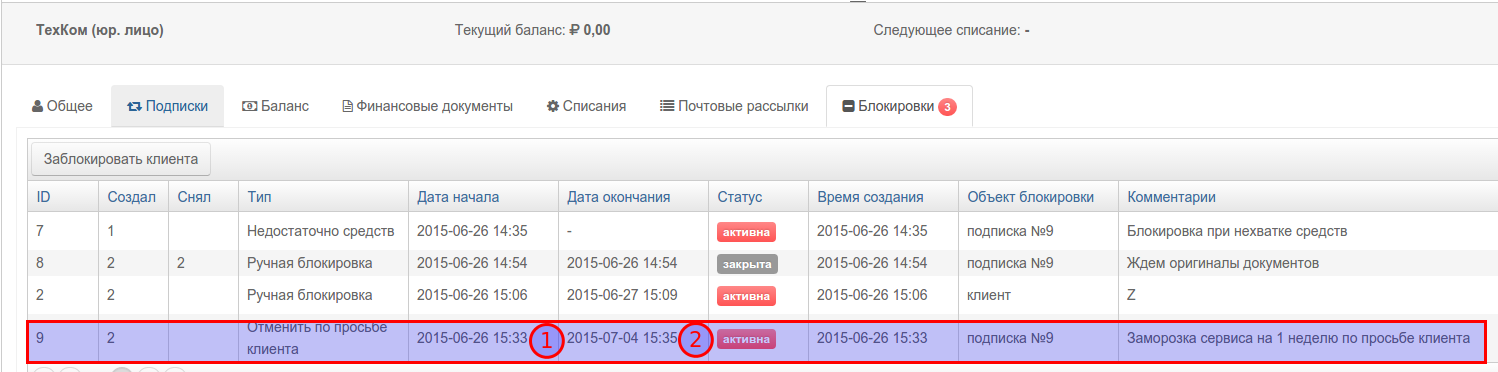 ТехКом (юр. лицо) Текущий баланс: ₽ 0,00 Следующее списание: -
Общее Подписки Баланс Финансовые документы Списания Почтовые рассылки Блокировки 3
Заблокировать клиента
ID Создал Снял Тип Дата начала Дата окончания Статус Время создания Объект блокировки Комментарии
7 1 Недостаточно средств 2015-06-26 14:35 - активна 2015-06-26 14:35 подписка №9 Блокировка при нехватке средств
8 2 2 Ручная блокировка 2015-06-26 14:54 2015-06-26 14:54 закрыта 2015-06-26 14:54 подписка №9 Ждем оригиналы документов
2 2 Ручная блокировка 2015-06-26 15:06 2015-06-27 15:09 активна 2015-06-26 15:06 клиент Z
9 2 Отменить по просьбе 2015-06-26 15:33 1 2015-07-04 15:35 2 активна 2015-06-26 15:33 подписка №9 Заморозка сервиса на 1 неделю по просьбе клиента
клиента